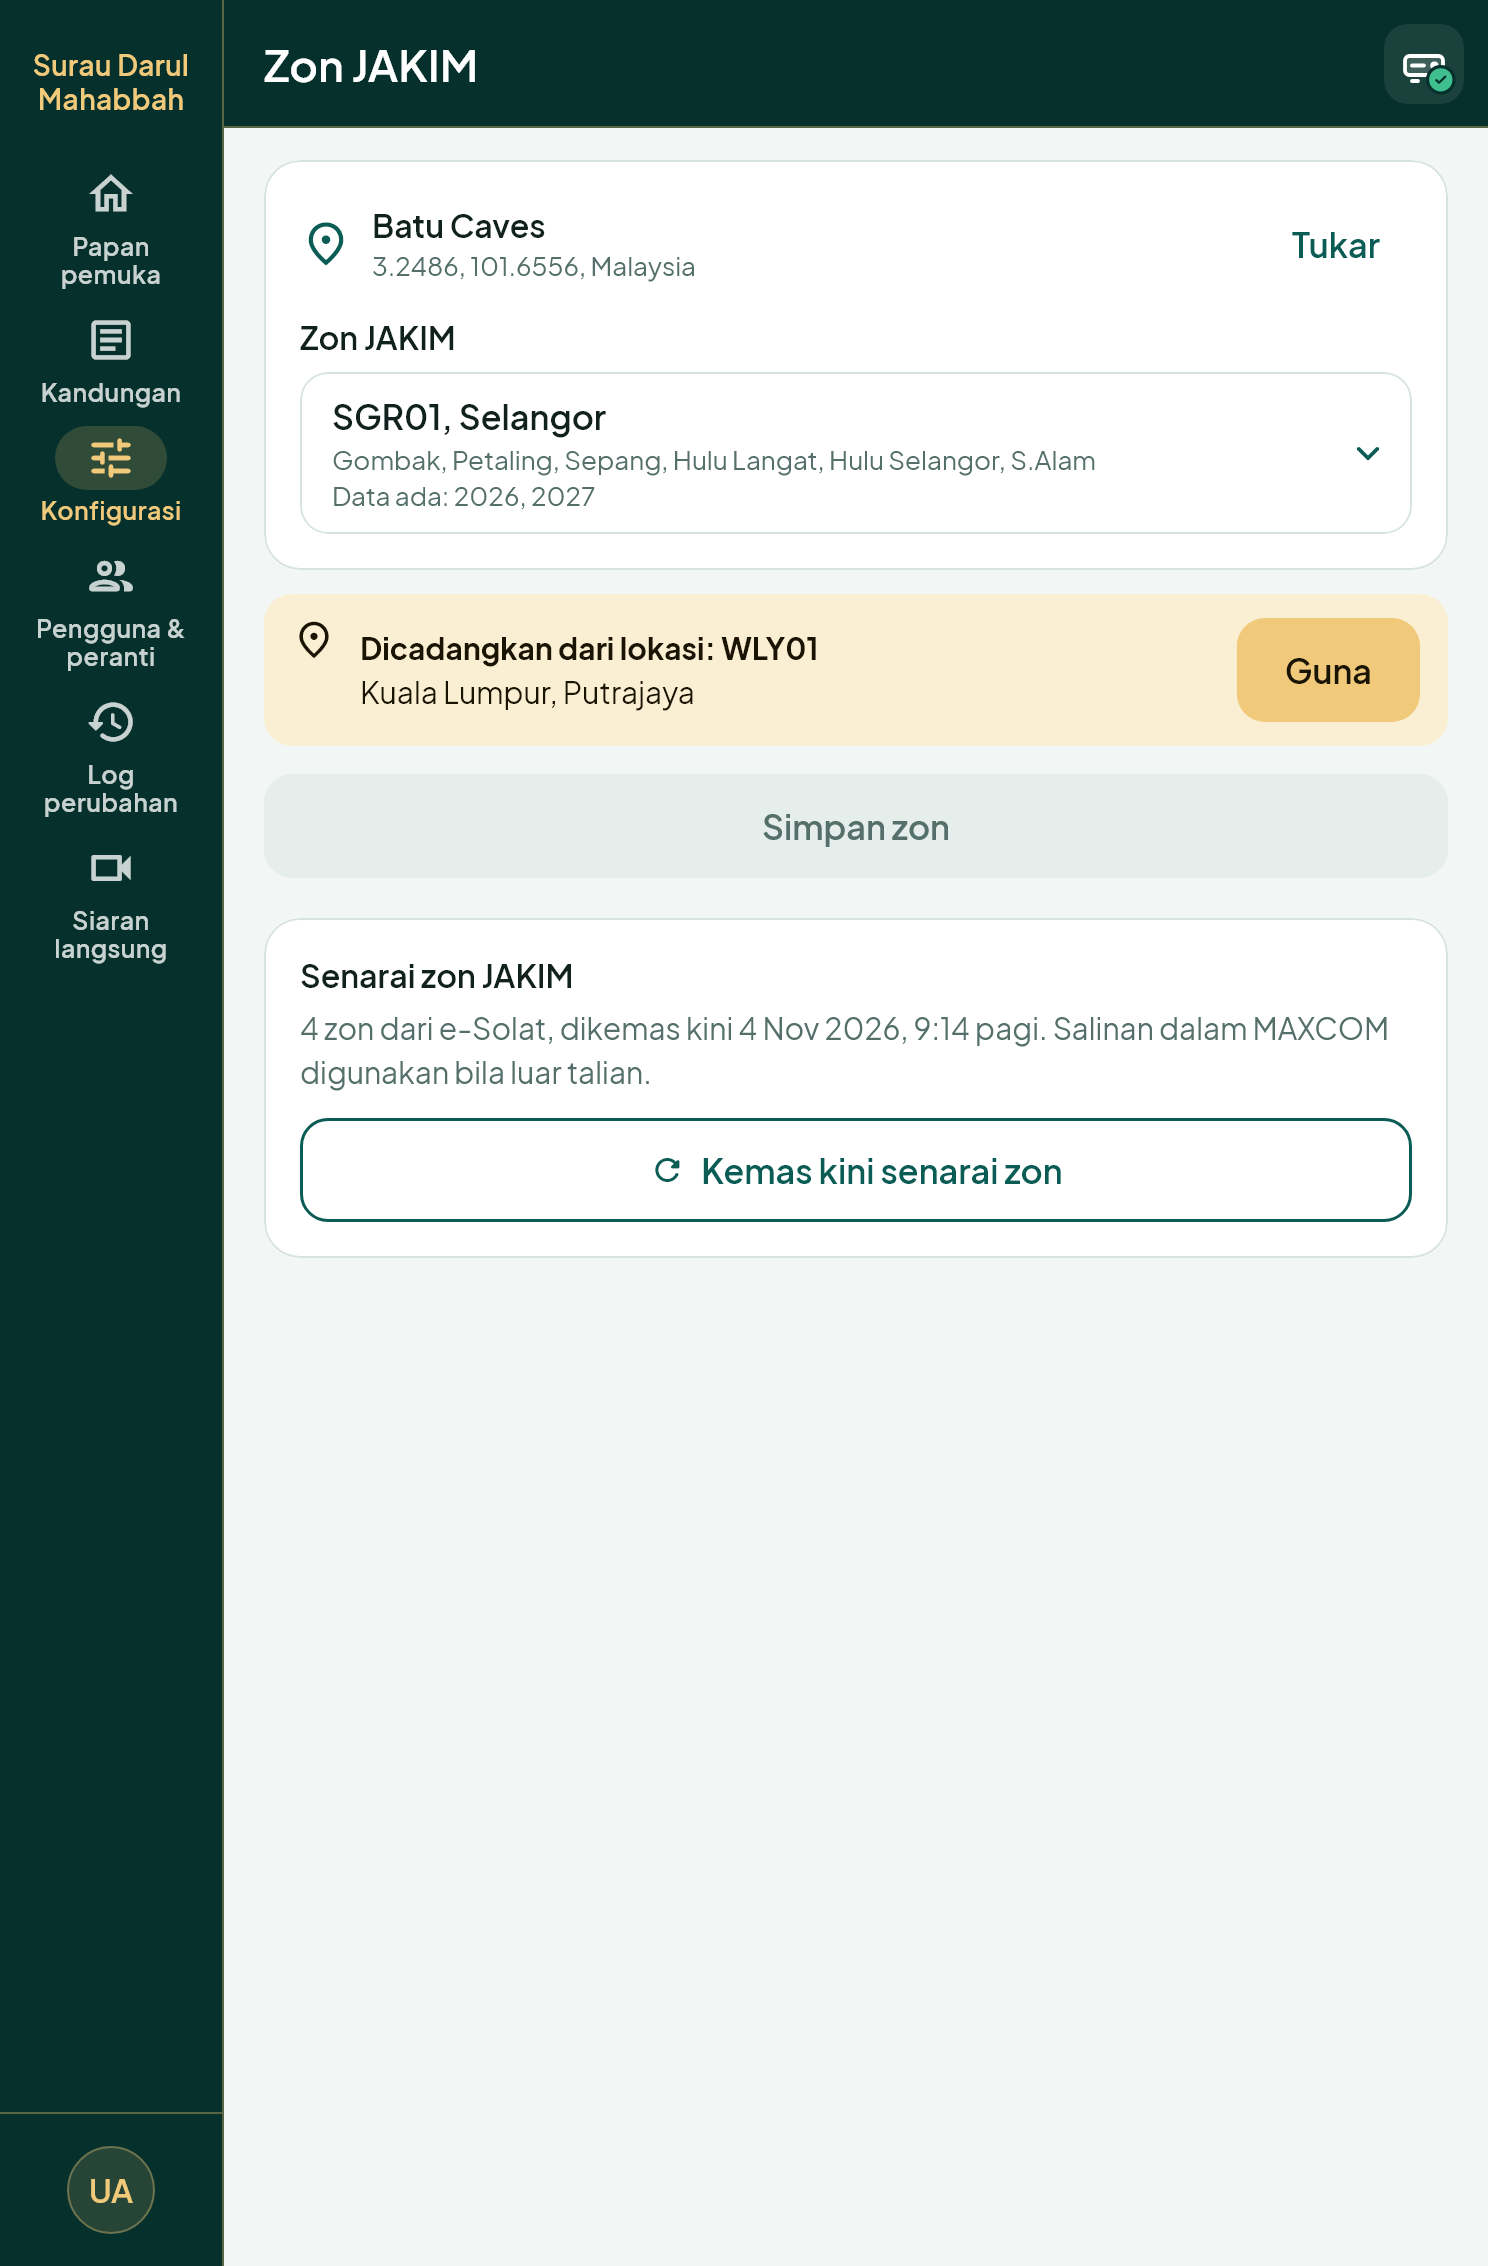 Surau Darul
Mahabbah
Papan
pemuka
Kandungan
Konfigurasi
Pengguna &
peranti
Log
perubahan
Siaran
langsung
UA
Zon JAKIM
Batu Caves
3.2486, 101.6556, Malaysia
Tukar
Zon JAKIM
SGR01, Selangor
Gombak, Petaling, Sepang, Hulu Langat, Hulu Selangor, S.Alam
Data ada: 2026, 2027
Dicadangkan dari lokasi: WLY01
Kuala Lumpur, Putrajaya
Guna
Simpan zon
Senarai zon JAKIM
4 zon dari e-Solat, dikemas kini 4 Nov 2026, 9:14 pagi. Salinan dalam MAXCOM
digunakan bila luar talian.
Kemas kini senarai zon